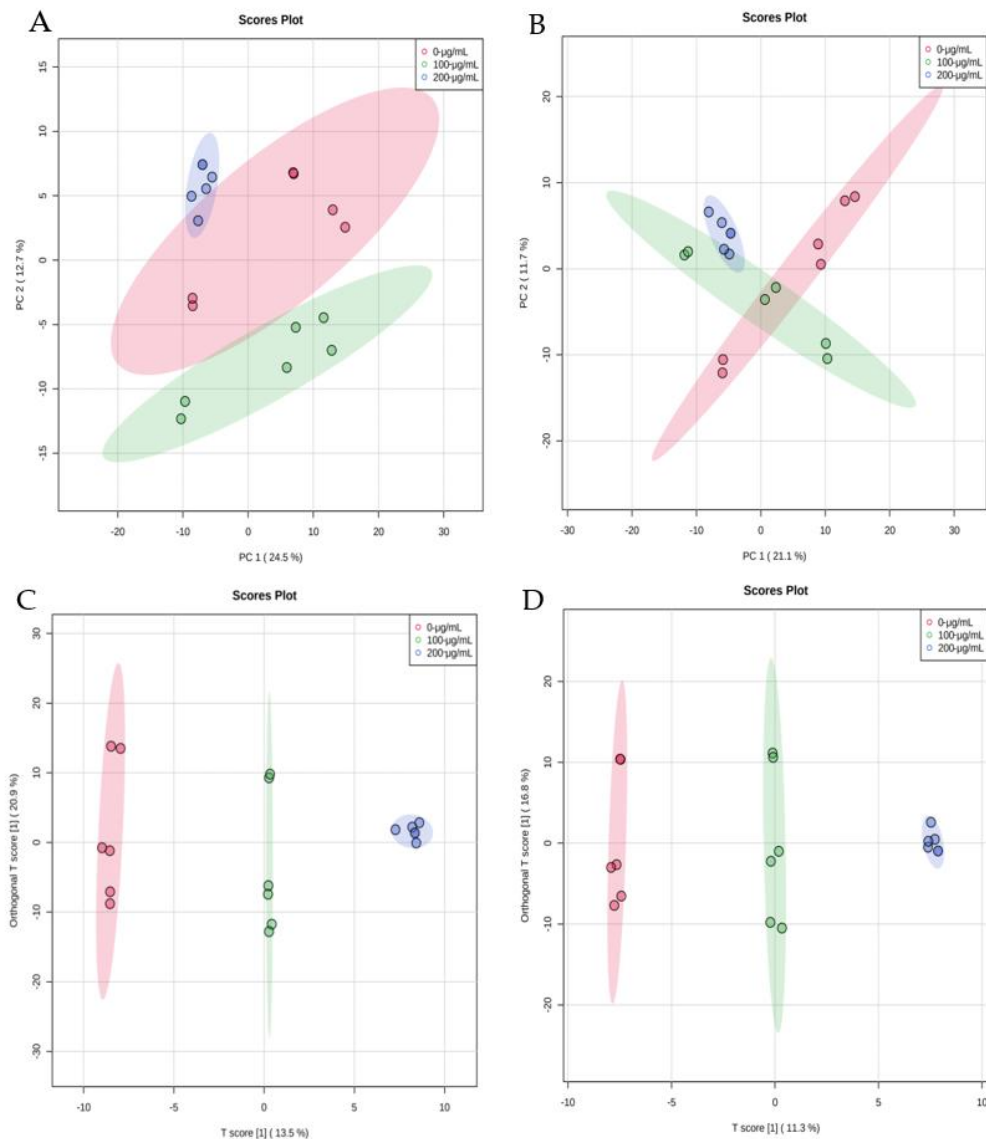 A
Scores Plot
0-µg/mL
100-µg/mL
200-µg/mL
15
10
5
0
-5
-10
-15
PC 2 ( 12.7 %)
-20
-10
0
10
20
30
PC 1 ( 24.5 %)
B
Scores Plot
0-µg/mL
100-µg/mL
200-µg/mL
20
10
0
-10
-20
PC 2 ( 11.7 %)
-30
-20
-10
0
10
20
30
PC 1 ( 21.1 %)
C
Scores Plot
0-µg/mL
100-µg/mL
200-µg/mL
30
20
10
0
-10
-20
-30
Orthogonal T score [1] ( 20.9 %)
-10
-5
0
5
10
T score [1] ( 13.5 %)
D
Scores Plot
0-µg/mL
100-µg/mL
200-µg/mL
20
10
0
-10
-20
Orthogonal T score [1] ( 16.8 %)
-10
-5
0
5
10
T score [1] ( 11.3 %)